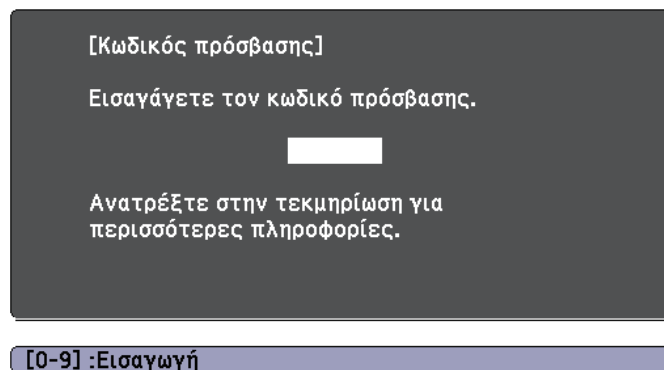 [Κωδικός πρόσβασης]
Εισαγάγετε τον κωδικό πρόσβασης.
Ανατρέξτε στην τεκμηρίωση για
περισσότερες πληροφορίες.
[0-9] :Εισαγωγή